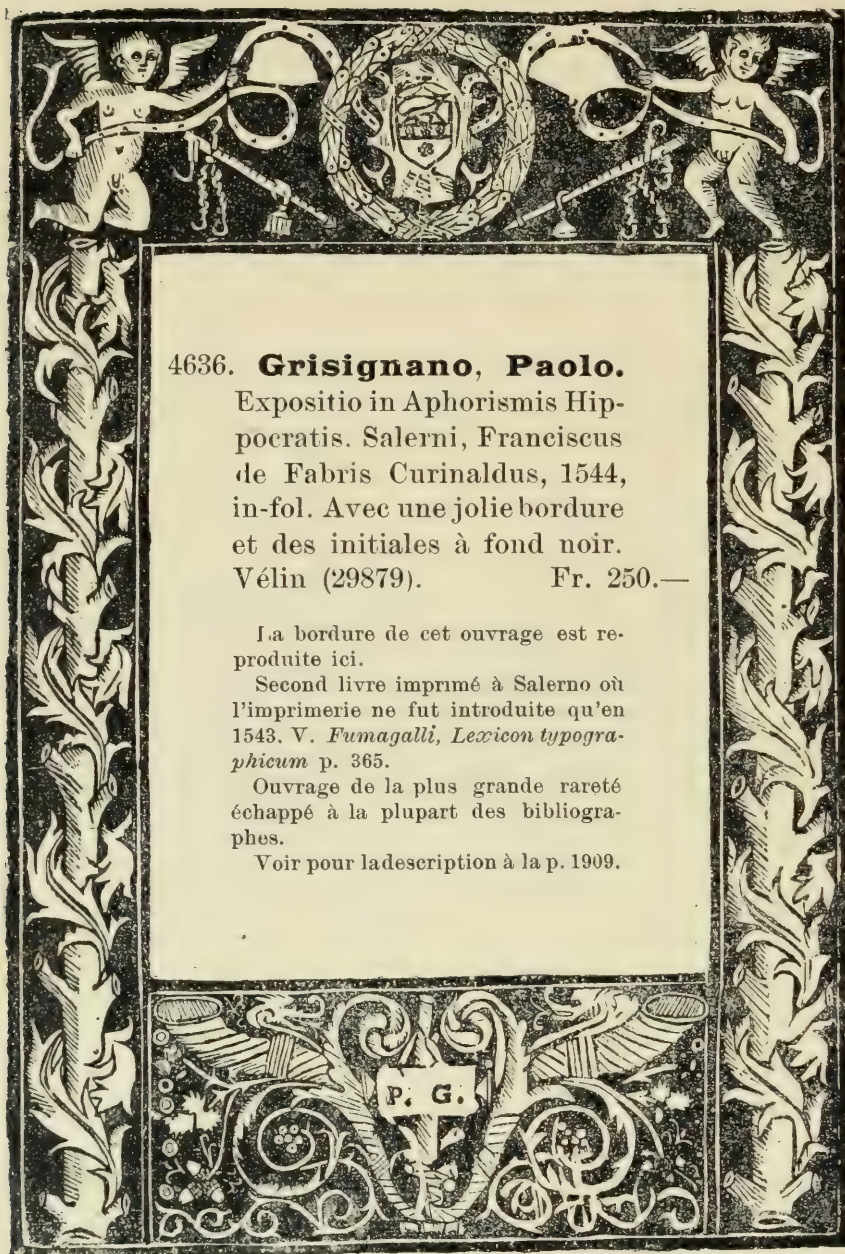 4636. Grisignano, Paolo.
Expositio in Aphorismis Hip-
pocratis. Salerni, Franciscus
de Fabris Curinaldus, 1544,
in-fol. Avec une jolie bordure
et des initiales à fond noir.
Vélin (29879). Fr. 250.—
La bordure de cet ouvrage est re-
produite ici.
Second livre imprimé à Salerno où
l'imprimerie ne fut introduite qu'en
1543. V. Fumagalli, Lexicon typogra-
phicum p. 365.
Ouvrage de la plus grande rareté
échappé à la plupart des bibliogra-
phes.
Voir pour la description à la p. 1909.
P. G.